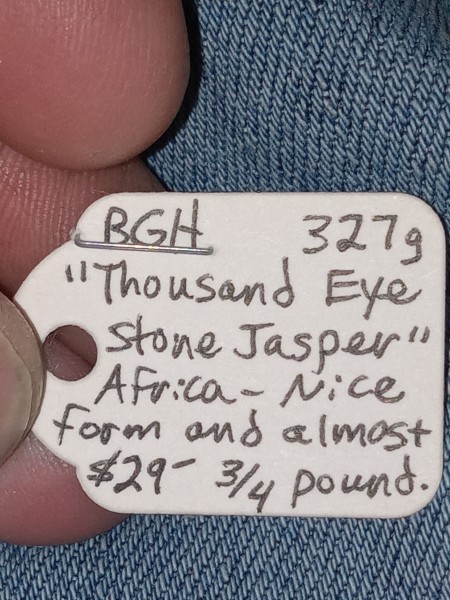 BGH 327g
"Thousand Eye
Stone Jasper"
Africa - Nice
form and almost
$29- 3/4 pound.